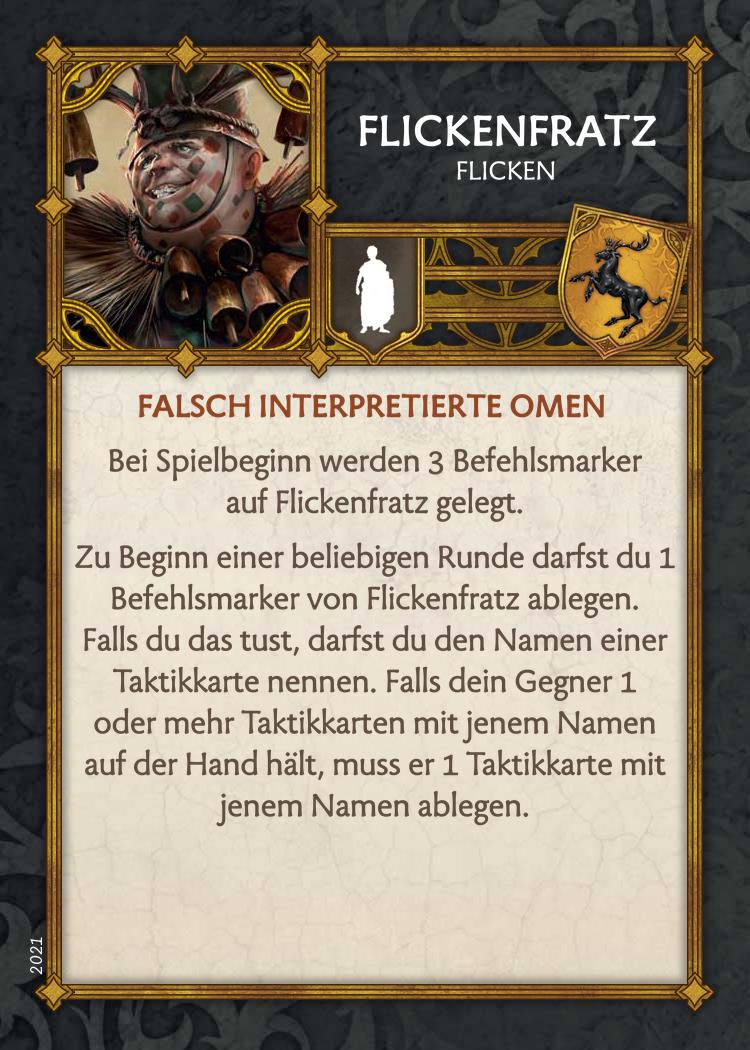 FLICKENFRATZ
FLICKEN
FALSCH INTERPRETIERTE OMEN
Bei Spielbeginn werden 3 Befehlsmarker
auf Flickenfratz gelegt.
Zu Beginn einer beliebigen Runde darfst du 1
Befehlsmarker von Flickenfratz ablegen.
Falls du das tust, darfst du den Namen einer
Taktikkarte nennen. Falls dein Gegner 1
oder mehr Taktikkarten mit jenem Namen
auf der Hand hält, muss er 1 Taktikkarte mit
jenem Namen ablegen.
2021